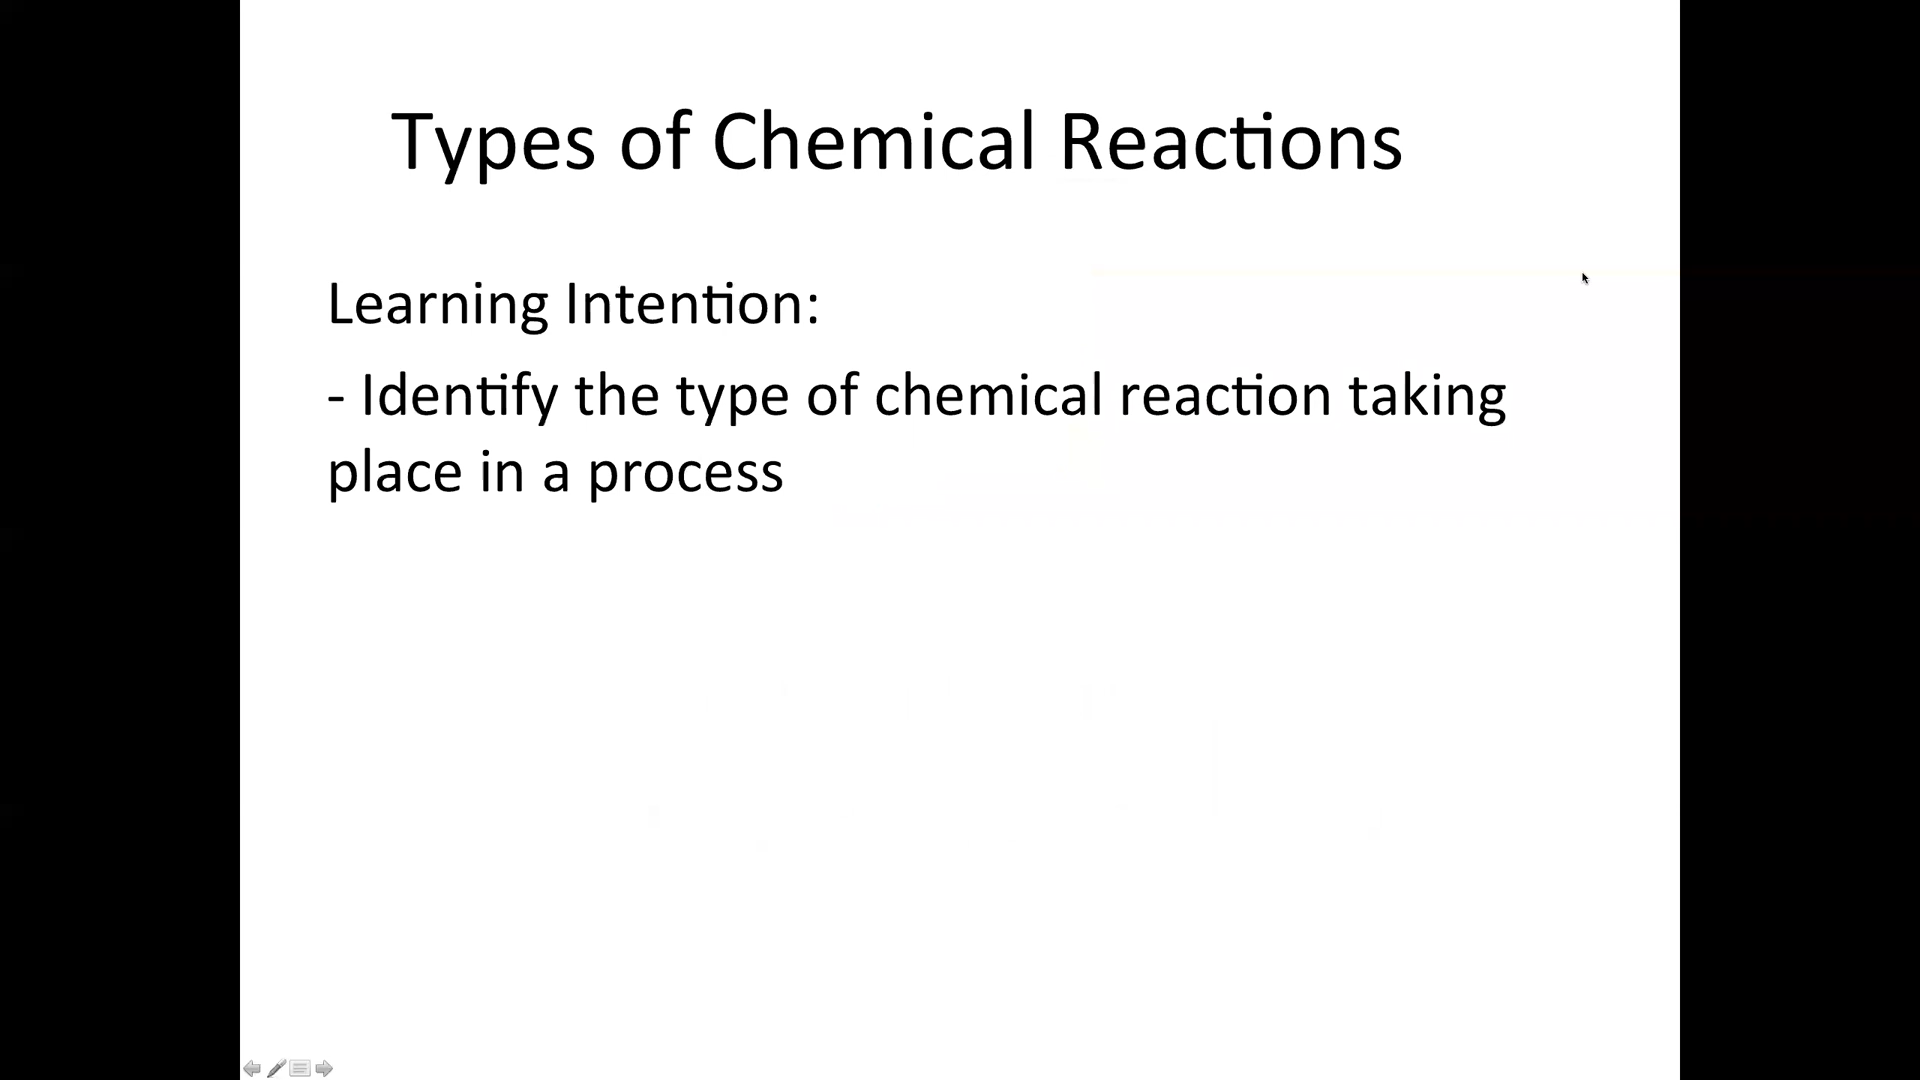 Types of Chemical Reactions
Learning Intention:
- Identify the type of chemical reaction taking
place in a process